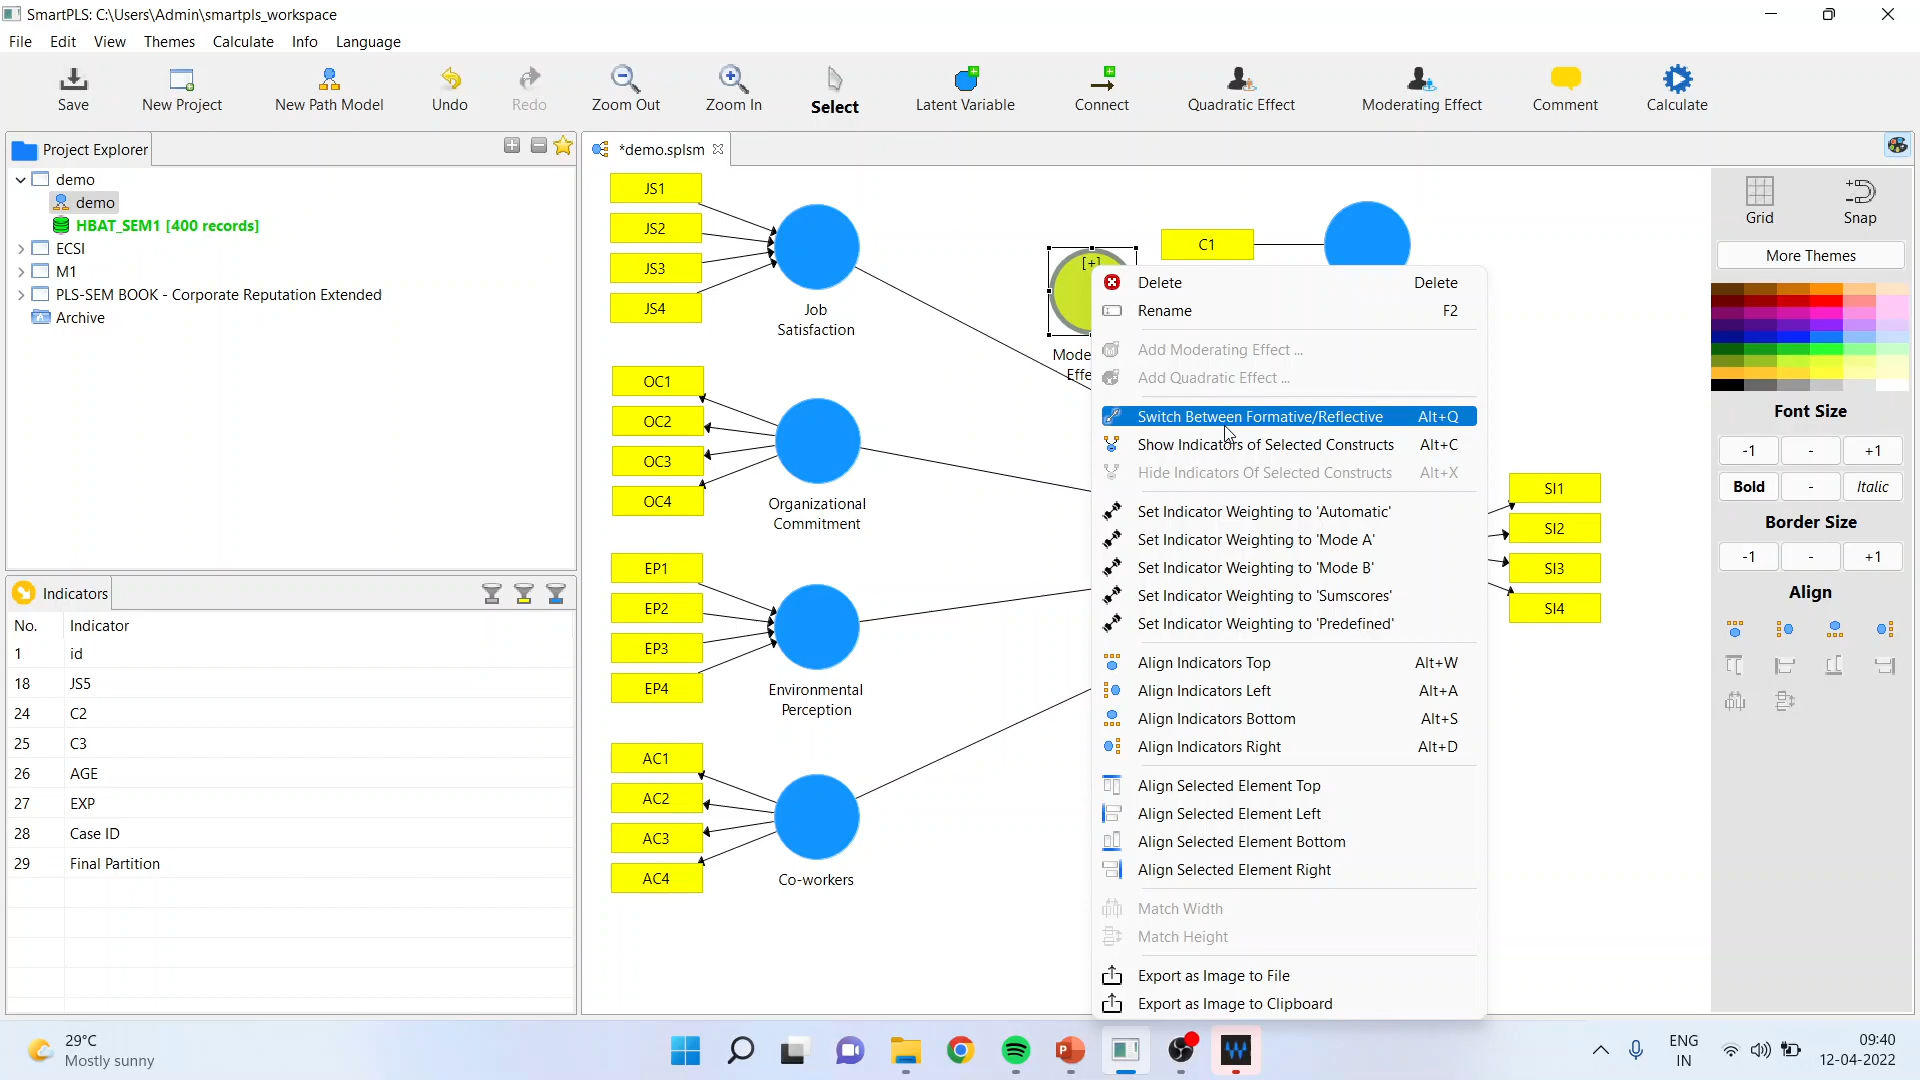 SmartPLS: C:\Users\Admin\smartpls_workspace
File Edit View Themes Calculate Info Language
Save New Project New Path Model Undo Redo Zoom Out Zoom In Select Latent Variable Connect Quadratic Effect Moderating Effect Comment Calculate
Project Explorer
demo
demo
HBAT_SEM1 [400 records]
ECSI
M1
PLS-SEM BOOK - Corporate Reputation Extended
Archive
Indicators
No. Indicator
1 id
18 JS5
24 C2
25 C3
26 AGE
27 EXP
28 Case ID
29 Final Partition
*demo.splsm
JS1
JS2
JS3
JS4
Job
Satisfaction
OC1
OC2
OC3
OC4
Organizational
Commitment
EP1
EP2
EP3
EP4
Environmental
Perception
AC1
AC2
AC3
AC4
Co-workers
[+]
Mode
Effe
C1
Delete Delete
Rename F2
Add Moderating Effect ...
Add Quadratic Effect ...
Switch Between Formative/Reflective Alt+Q
Show Indicators of Selected Constructs Alt+C
Hide Indicators Of Selected Constructs Alt+X
Set Indicator Weighting to 'Automatic'
Set Indicator Weighting to 'Mode A'
Set Indicator Weighting to 'Mode B'
Set Indicator Weighting to 'Sumscores'
Set Indicator Weighting to 'Predefined'
Align Indicators Top Alt+W
Align Indicators Left Alt+A
Align Indicators Bottom Alt+S
Align Indicators Right Alt+D
Align Selected Element Top
Align Selected Element Left
Align Selected Element Bottom
Align Selected Element Right
Match Width
Match Height
Export as Image to File
Export as Image to Clipboard
SI1
SI2
SI3
SI4
Grid Snap
More Themes
Font Size
-1 - +1
Bold - Italic
Border Size
-1 - +1
Align
29°C
Mostly sunny
ENG
IN
09:40
12-04-2022